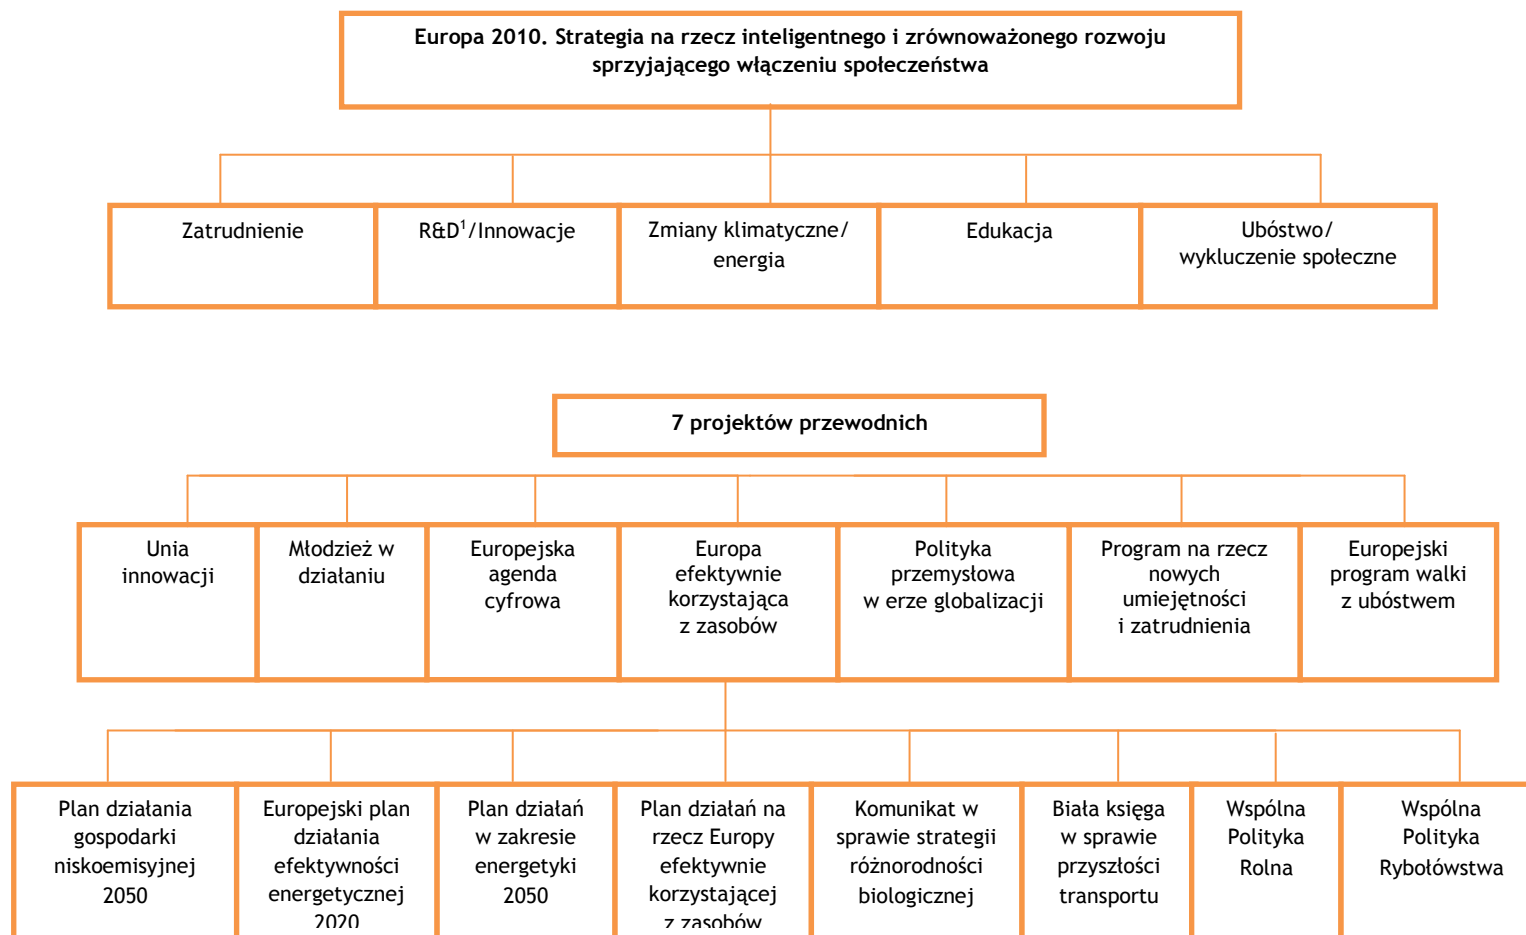 Europa 2010. Strategia na rzecz inteligentnego i zrównoważonego rozwoju
sprzyjającego włączeniu społeczeństwa
Zatrudnienie
R&D¹/Innowacje
Zmiany klimatyczne/
energia
Edukacja
Ubóstwo/
wykluczenie społeczne
7 projektów przewodnich
Unia
innowacji
Młodzież w
działaniu
Europejska
agenda
cyfrowa
Europa
efektywnie
korzystająca
z zasobów
Polityka
przemysłowa
w erze globalizacji
Program na rzecz
nowych
umiejętności
i zatrudnienia
Europejski
program walki
z ubóstwem
Plan działania
gospodarki
niskoemisyjnej
2050
Europejski plan
działania
efektywności
energetycznej
2020
Plan działań
w zakresie
energetyki
2050
Plan działań na
rzecz Europy
efektywnie
korzystającej
z zasobów
Komunikat w
sprawie strategii
różnorodności
biologicznej
Biała księga
w sprawie
przyszłości
transportu
Wspólna
Polityka
Rolna
Wspólna
Polityka
Rybołówstwa